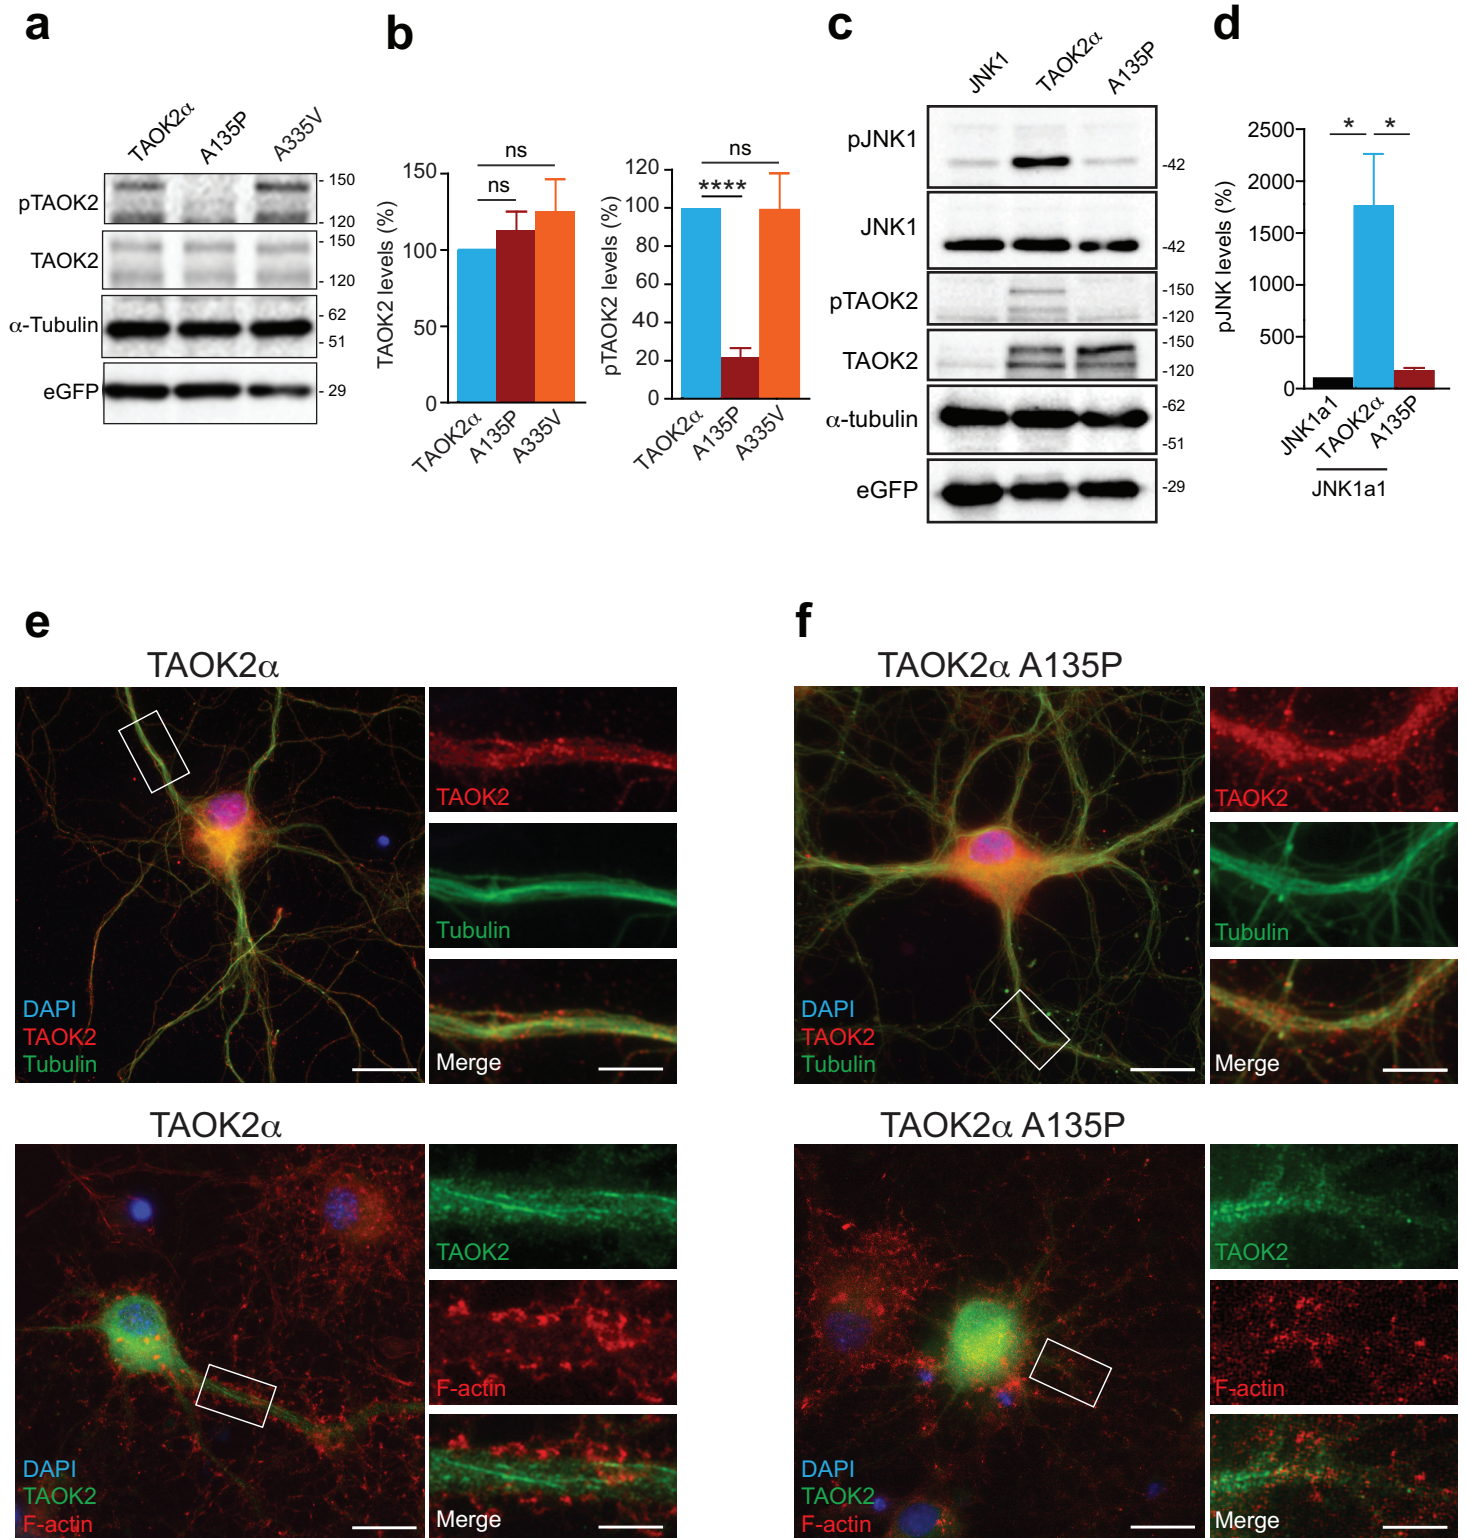 a
TAOK2α A135P A335V
pTAOK2
- 150
- 120
TAOK2
- 150
- 120
α-Tubulin
- 62
- 51
eGFP
- 29
b
TAOK2 levels (%)
150
100
50
0
ns
ns
TAOK2α A135P A335V
pTAOK2 levels (%)
120
100
80
60
40
20
0
ns
****
TAOK2α A135P A335V
c
JNK1 TAOK2α A135P
pJNK1
-42
JNK1
-42
pTAOK2
-150
-120
TAOK2
-150
-120
α-tubulin
-62
-51
eGFP
-29
d
pJNK levels (%)
2500
2000
1500
1000
500
0
* *
JNK1a1 TAOK2α A135P
JNK1a1
e
TAOK2α
DAPI
TAOK2
Tubulin
TAOK2
Tubulin
Merge
TAOK2α
DAPI
TAOK2
F-actin
TAOK2
F-actin
Merge
f
TAOK2α A135P
DAPI
TAOK2
Tubulin
TAOK2
Tubulin
Merge
TAOK2α A135P
DAPI
TAOK2
F-actin
TAOK2
F-actin
Merge